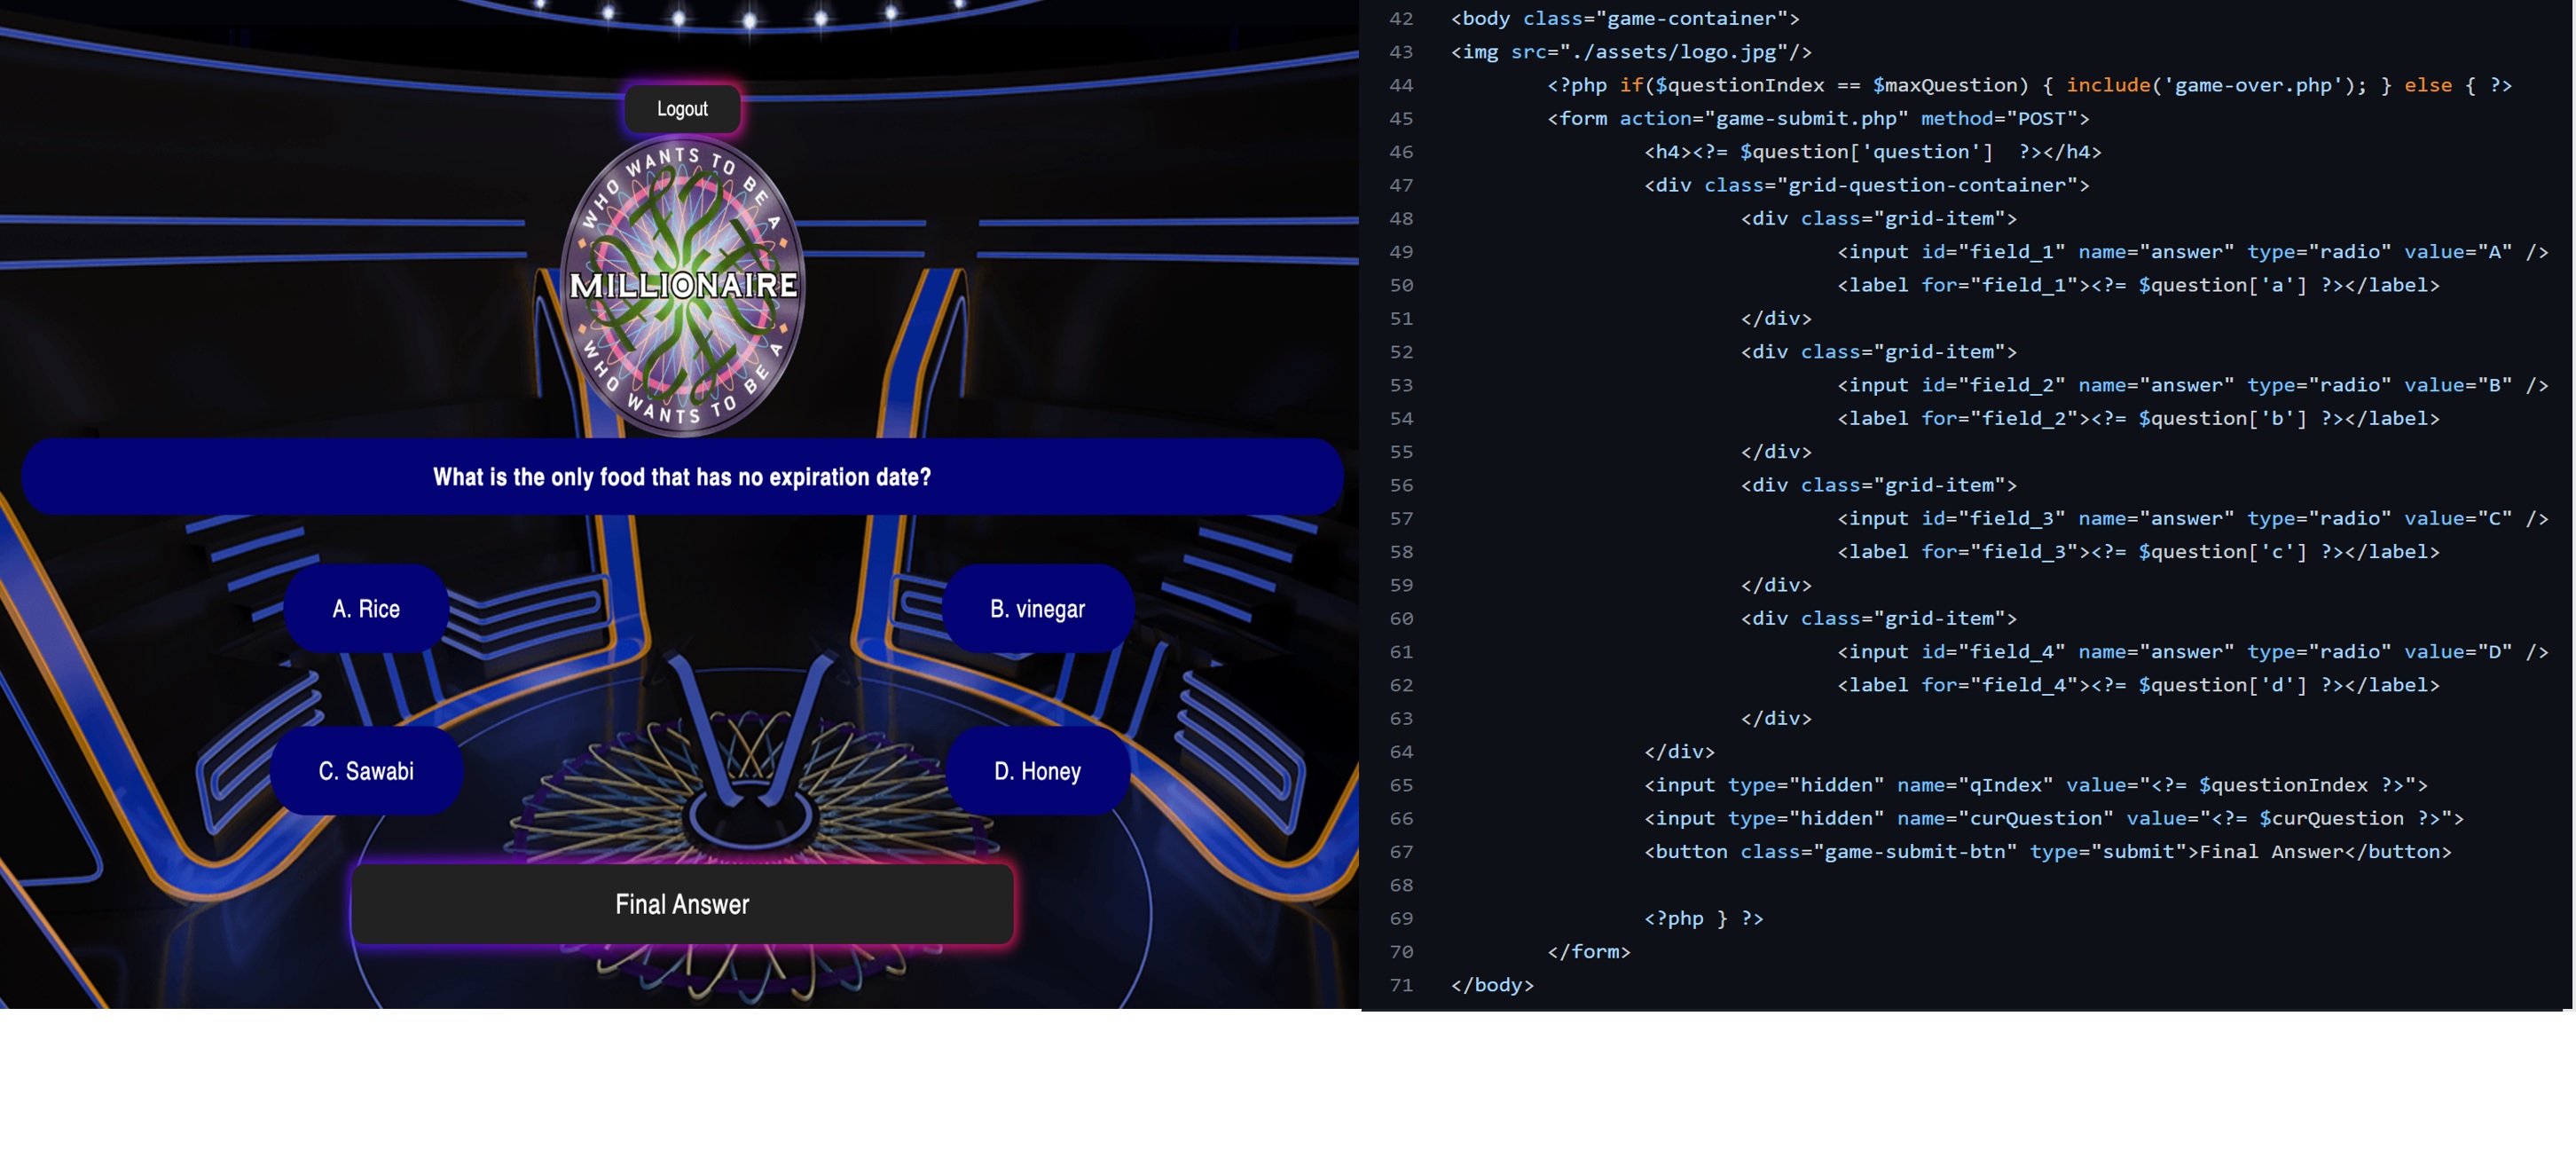 Logout
WHO WANTS TO BE A
MILLIONAIRE
WHO WANTS TO BE A
What is the only food that has no expiration date?
A. Rice
B. vinegar
C. Sawabi
D. Honey
Final Answer
42 <body class="game-container">
43 <img src="./assets/logo.jpg"/>
44 <?php if($questionIndex == $maxQuestion) { include('game-over.php'); } else { ?>
45 <form action="game-submit.php" method="POST">
46 <h4><?= $question['question']  ?></h4>
47 <div class="grid-question-container">
48 <div class="grid-item">
49 <input id="field_1" name="answer" type="radio" value="A" />
50 <label for="field_1"><?= $question['a'] ?></label>
51 </div>
52 <div class="grid-item">
53 <input id="field_2" name="answer" type="radio" value="B" />
54 <label for="field_2"><?= $question['b'] ?></label>
55 </div>
56 <div class="grid-item">
57 <input id="field_3" name="answer" type="radio" value="C" />
58 <label for="field_3"><?= $question['c'] ?></label>
59 </div>
60 <div class="grid-item">
61 <input id="field_4" name="answer" type="radio" value="D" />
62 <label for="field_4"><?= $question['d'] ?></label>
63 </div>
64 </div>
65 <input type="hidden" name="qIndex" value="<?= $questionIndex ?>">
66 <input type="hidden" name="curQuestion" value="<?= $curQuestion ?>">
67 <button class="game-submit-btn" type="submit">Final Answer</button>
68
69 <?php } ?>
70 </form>
71 </body>